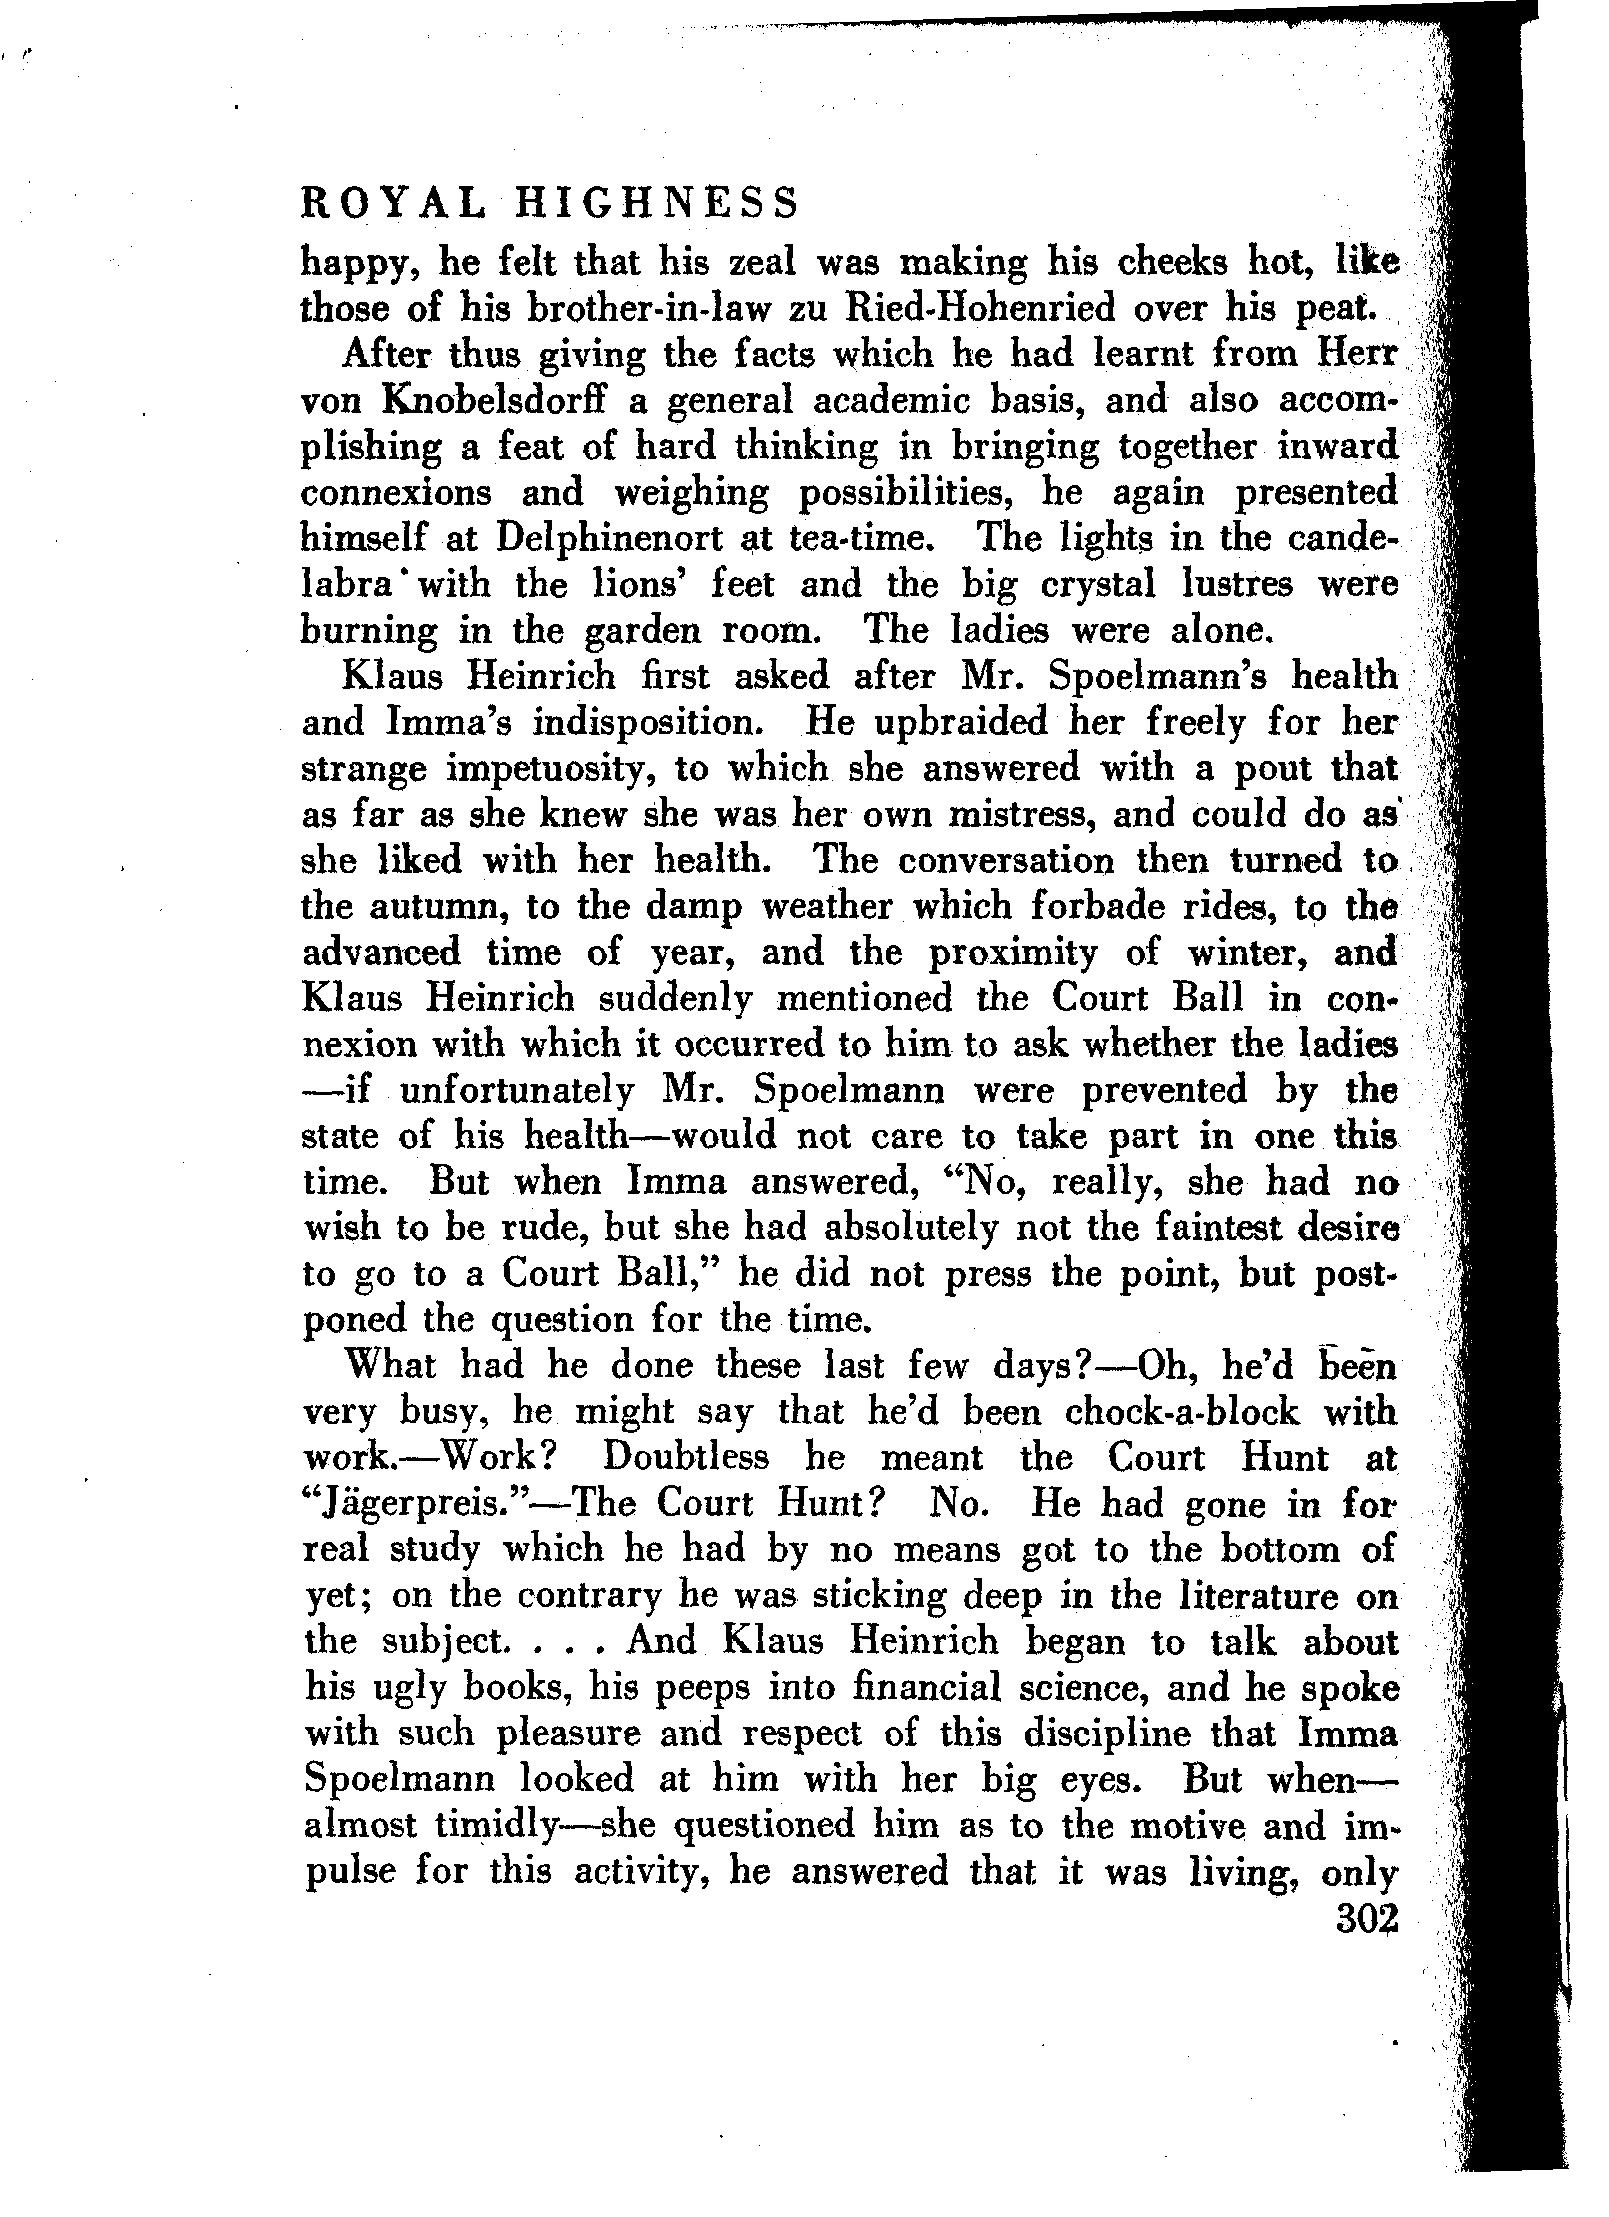 ROYAL HIGHNESS
happy, he felt that his zeal was making his cheeks hot, like
those of his brother-in-law zu Ried-Hohenried over his peat.
After thus giving the facts which he had learnt from Herr
von Knobelsdorff a general academic basis, and also accom-
plishing a feat of hard thinking in bringing together inward
connexions and weighing possibilities, he again presented
himself at Delphinenort at tea-time. The lights in the cande-
labra with the lions' feet and the big crystal lustres were
burning in the garden room. The ladies were alone.
Klaus Heinrich first asked after Mr. Spoelmann's health
and Imma's indisposition. He upbraided her freely for her
strange impetuosity, to which she answered with a pout that
as far as she knew she was her own mistress, and could do as
she liked with her health. The conversation then turned to
the autumn, to the damp weather which forbade rides, to the
advanced time of year, and the proximity of winter, and
Klaus Heinrich suddenly mentioned the Court Ball in con-
nexion with which it occurred to him to ask whether the ladies
—if unfortunately Mr. Spoelmann were prevented by the
state of his health—would not care to take part in one this
time. But when Imma answered, “No, really, she had no
wish to be rude, but she had absolutely not the faintest desire
to go to a Court Ball,” he did not press the point, but post-
poned the question for the time.
What had he done these last few days?—Oh, he'd been
very busy, he might say that he'd been chock-a-block with
work.—Work? Doubtless he meant the Court Hunt at
“Jägerpreis.”—The Court Hunt? No. He had gone in for
real study which he had by no means got to the bottom of
yet; on the contrary he was sticking deep in the literature on
the subject. . . . And Klaus Heinrich began to talk about
his ugly books, his peeps into financial science, and he spoke
with such pleasure and respect of this discipline that Imma
Spoelmann looked at him with her big eyes. But when—
almost timidly—she questioned him as to the motive and im-
pulse for this activity, he answered that it was living, only
302